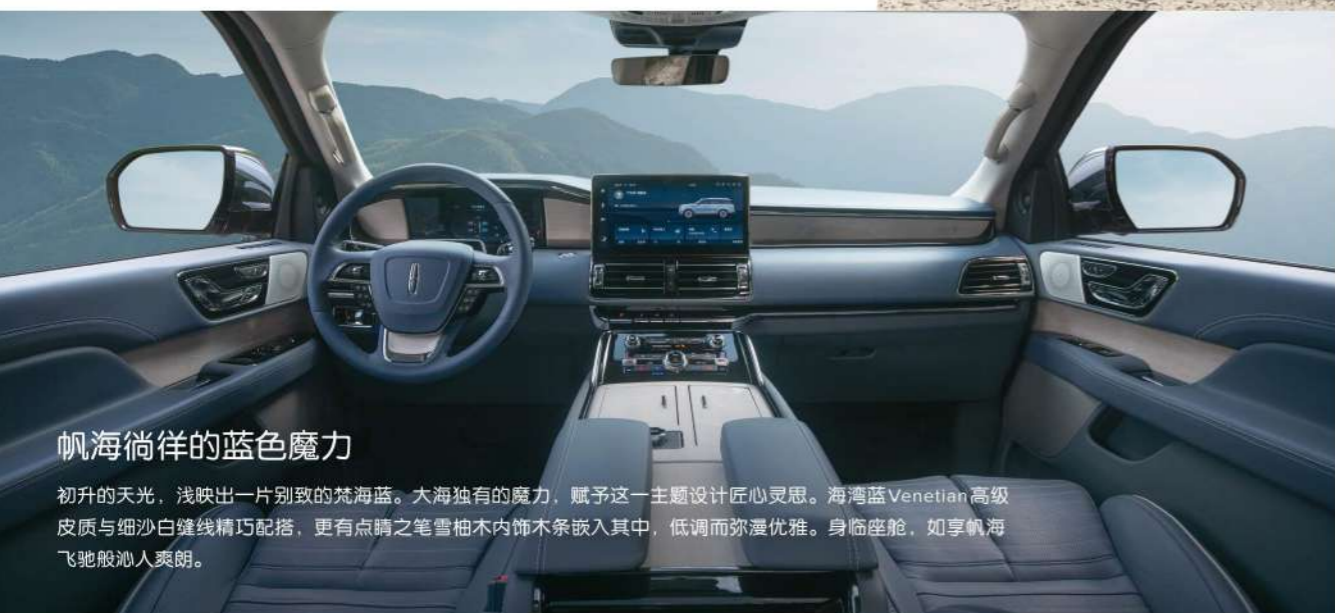 帆海徜徉的蓝色魔力
初升的天光，浅映出一片别致的梵海蓝。大海独有的魔力，赋予这一主题设计匠心灵思。海湾蓝Venetian高级
皮质与细沙白缝线精巧配搭，更有点睛之笔雪柚木内饰木条嵌入其中，低调而弥漫优雅。身临座舱，如享帆海
飞驰般沁人爽朗。